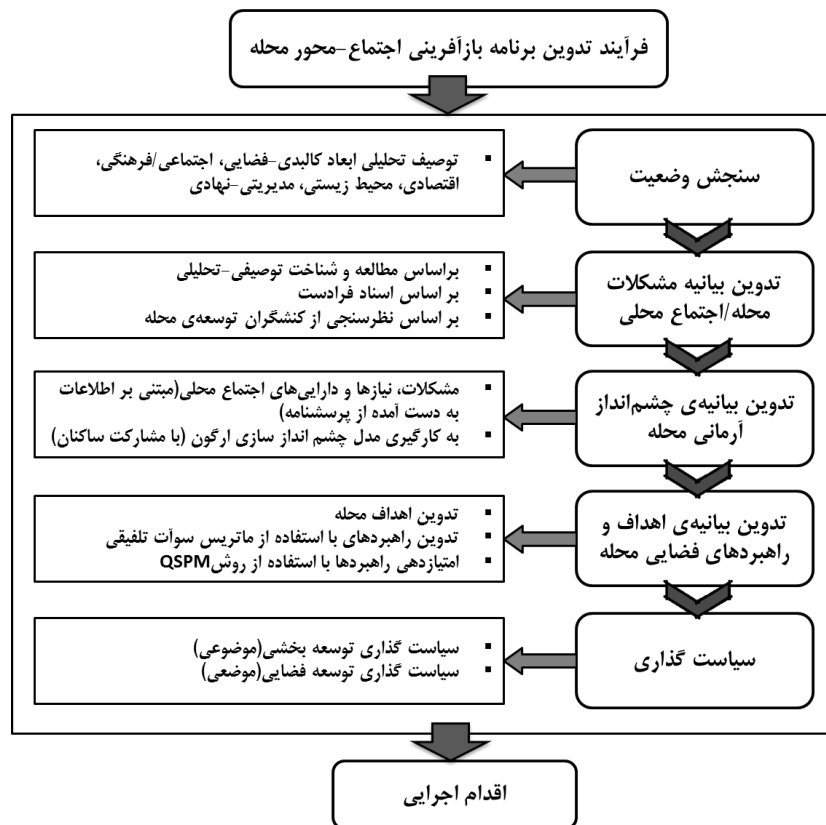 فرآیند تدوین برنامه بازآفرینی اجتماع-محور محله
سنجش وضعیت
▪ توصیف تحلیلی ابعاد کالبدی-فضایی، اجتماعی/فرهنگی،
اقتصادی، محیط زیستی، مدیریتی-نهادی
تدوین بیانیه مشکلات
محله/اجتماع محلی
▪ براساس مطالعه و شناخت توصیفی-تحلیلی
▪ بر اساس اسناد فرادست
▪ بر اساس نظرسنجی از کنشگران توسعه‌ی محله
تدوین بیانیه‌ی چشم‌انداز
آرمانی محله
▪ مشکلات، نیازها و دارایی‌های اجتماع محلی(مبتنی بر اطلاعات
به دست آمده از پرسشنامه)
▪ به کارگیری مدل چشم انداز سازی ارگون (با مشارکت ساکنان)
تدوین بیانیه‌ی اهداف و
راهبردهای فضایی محله
▪ تدوین اهداف محله
▪ تدوین راهبردهای با استفاده از ماتریس سوآت تلفیقی
▪ امتیازدهی راهبردها با استفاده از روش QSPM
سیاست گذاری
▪ سیاست گذاری توسعه بخشی(موضوعی)
▪ سیاست گذاری توسعه فضایی(موضعی)
اقدام اجرایی